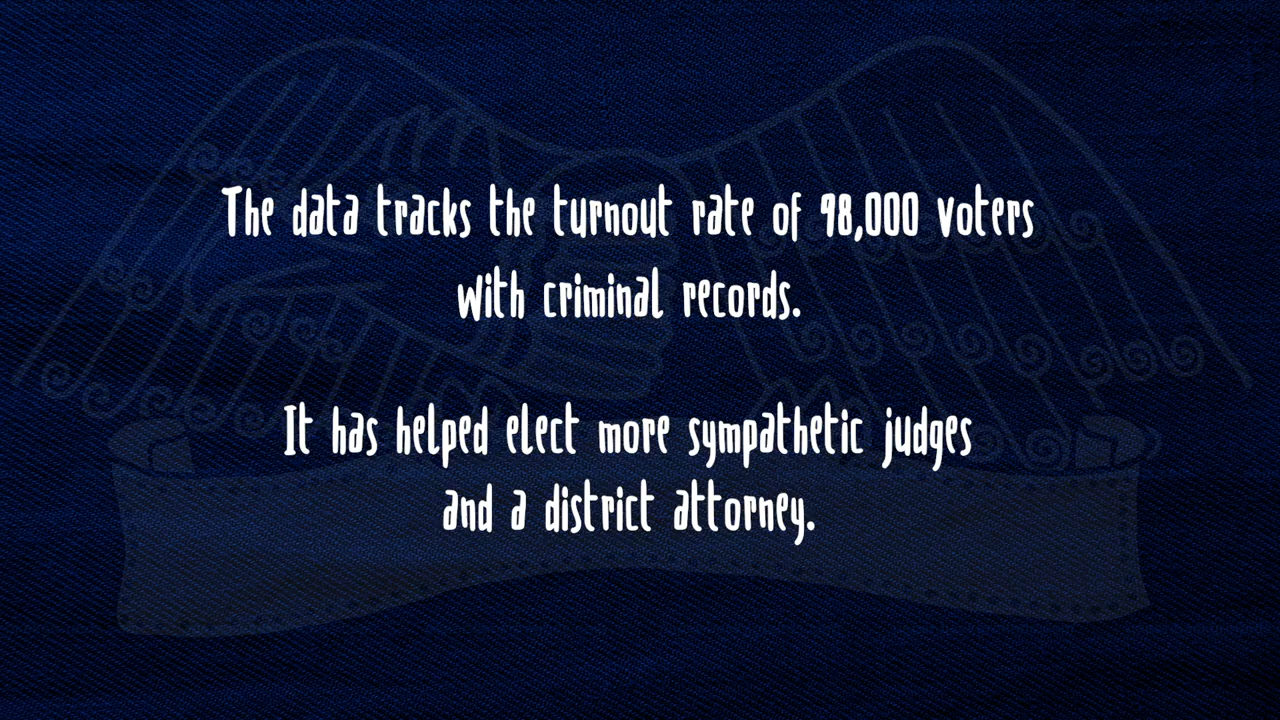 The data tracks the turnout rate of 98,000 voters
with criminal records.
It has helped elect more sympathetic judges
and a district attorney.